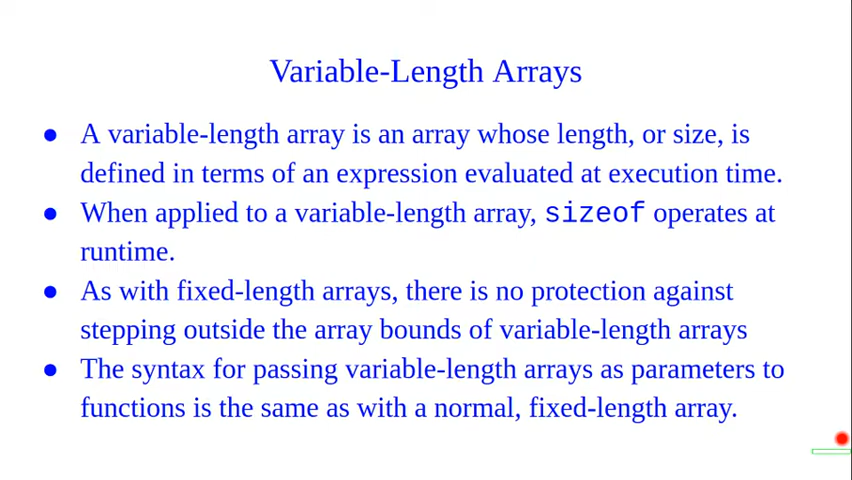 Variable-Length Arrays
● A variable-length array is an array whose length, or size, is
defined in terms of an expression evaluated at execution time.
● When applied to a variable-length array, sizeof operates at
runtime.
● As with fixed-length arrays, there is no protection against
stepping outside the array bounds of variable-length arrays
● The syntax for passing variable-length arrays as parameters to
functions is the same as with a normal, fixed-length array.